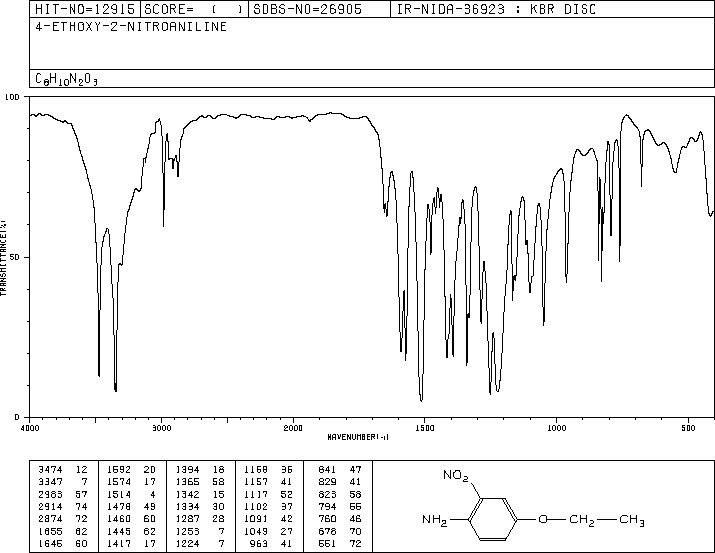 HIT-NO=12915 SCORE= ( ) SDBS-NO=26905 IR-NIDA-36923 : KBR DISC
4-ETHOXY-2-NITROANILINE
C8H10N2O3
100
50
0
TRANSMITTANCE(%)
4000 3000 2000 1500 1000 500
WAVENUMBER(-1)
3474 12 1592 20 1394 18 1168 36 841 47
3347 7 1574 17 1365 58 1157 41 829 41
2983 57 1514 4 1342 15 1117 52 823 58
2914 74 1478 49 1334 30 1102 37 794 55
2874 72 1460 60 1287 28 1091 42 760 46
1655 62 1445 62 1253 7 1049 27 678 70
1645 60 1417 17 1224 7 963 41 551 72
NO2
NH2 O CH2 CH3